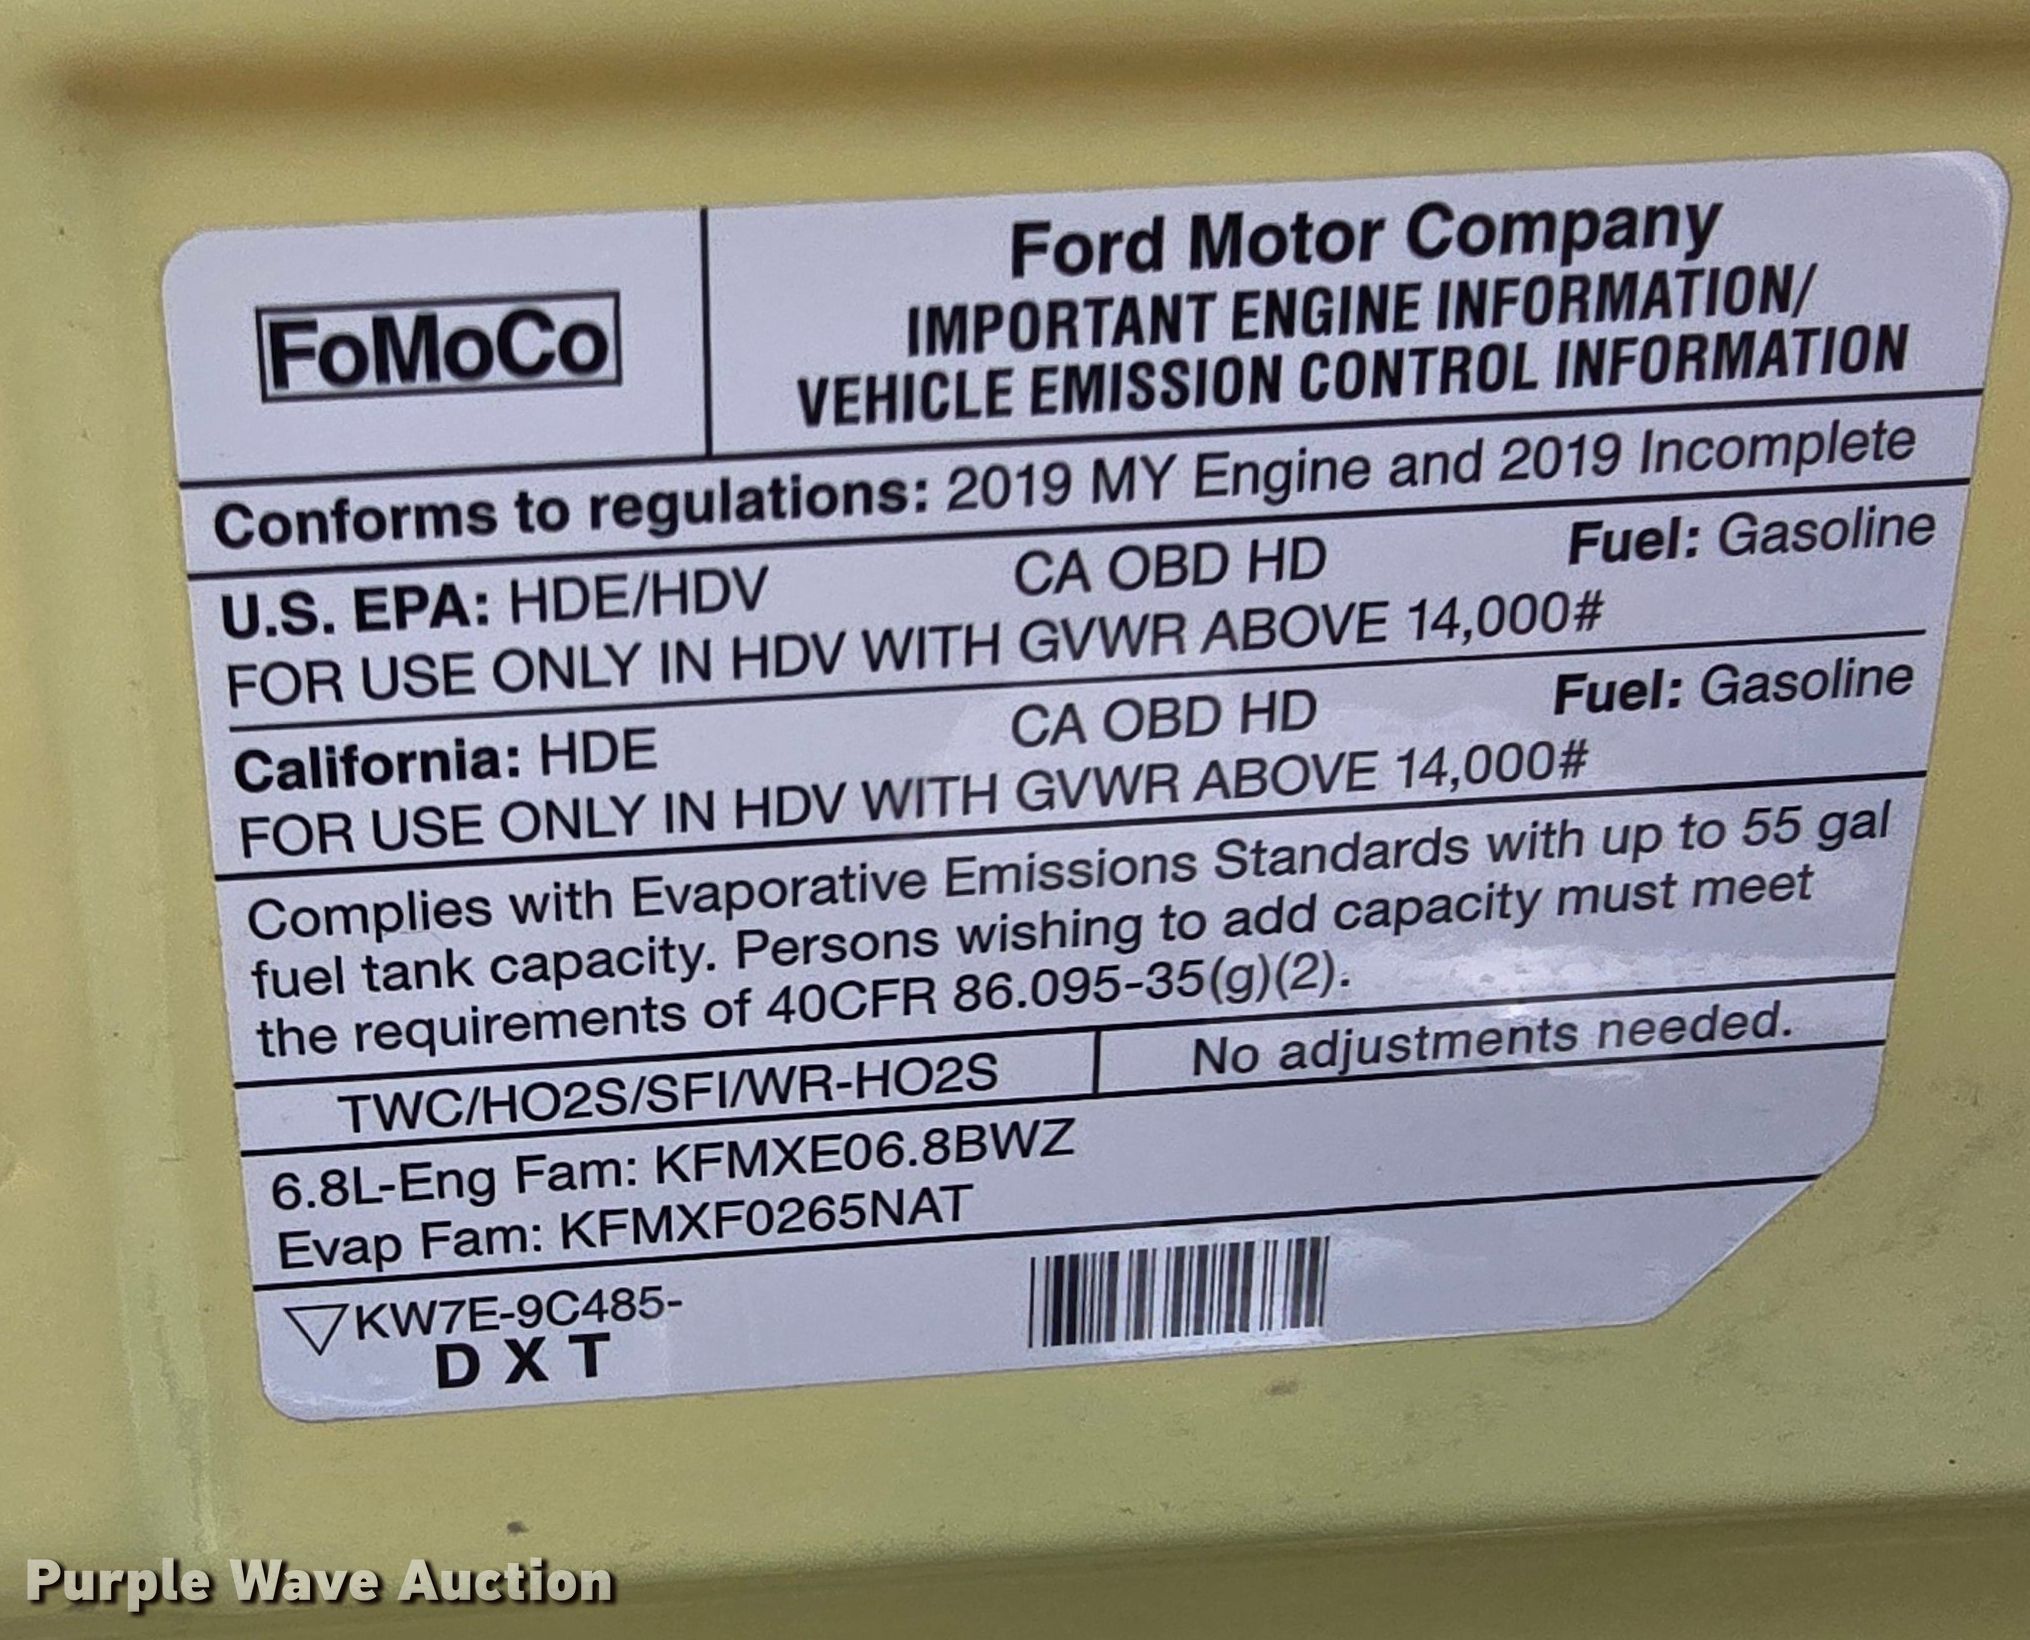 FoMoCo
Ford Motor Company
IMPORTANT ENGINE INFORMATION/
VEHICLE EMISSION CONTROL INFORMATION
Conforms to regulations: 2019 MY Engine and 2019 Incomplete
U.S. EPA: HDE/HDV CA OBD HD Fuel: Gasoline
FOR USE ONLY IN HDV WITH GVWR ABOVE 14,000#
California: HDE CA OBD HD Fuel: Gasoline
FOR USE ONLY IN HDV WITH GVWR ABOVE 14,000#
Complies with Evaporative Emissions Standards with up to 55 gal
fuel tank capacity. Persons wishing to add capacity must meet
the requirements of 40CFR 86.095-35(g)(2).
TWC/HO2S/SFI/WR-HO2S No adjustments needed.
6.8L-Eng Fam: KFMXE06.8BWZ
Evap Fam: KFMXF0265NAT
KW7E-9C485-
D X T
Purple Wave Auction